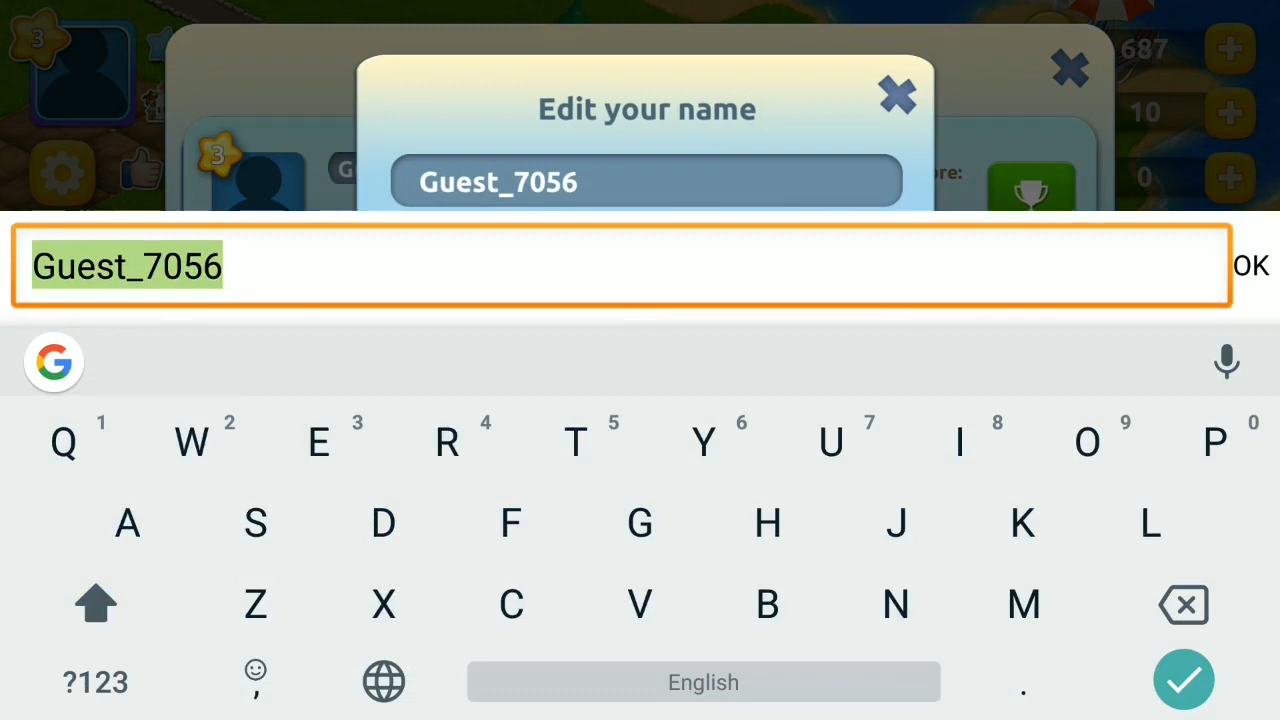 3
687
Edit your name
10
3
G
re:
Guest_7056
0
Guest_7056
OK
G
Q 1 W 2 E 3 R 4 T 5 Y 6 U 7 I 8 O 9 P 0
A S D F G H J K L
Z X C V B N M
?123 , English .